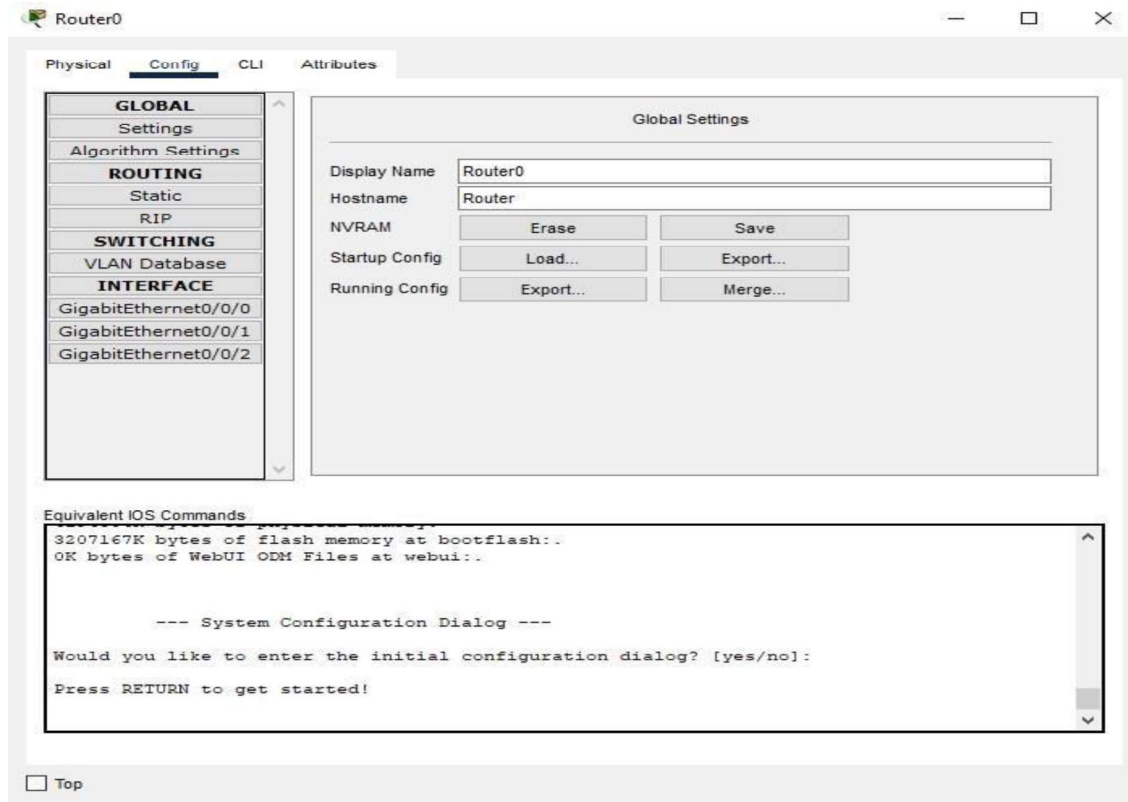 Router0
Physical Config CLI Attributes
GLOBAL
Settings
Algorithm Settings
ROUTING
Static
RIP
SWITCHING
VLAN Database
INTERFACE
GigabitEthernet0/0/0
GigabitEthernet0/0/1
GigabitEthernet0/0/2
Global Settings
Display Name Router0
Hostname Router
NVRAM Erase Save
Startup Config Load... Export...
Running Config Export... Merge...
Equivalent IOS Commands
3207167K bytes of flash memory at bootflash:.
0K bytes of WebUI ODM Files at webui:.
--- System Configuration Dialog ---
Would you like to enter the initial configuration dialog? [yes/no]:
Press RETURN to get started!
Top